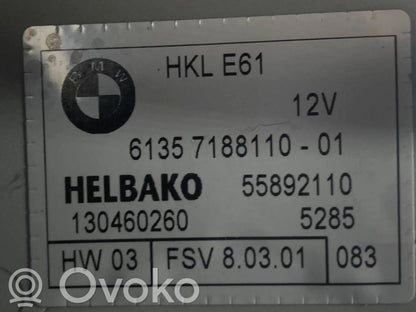 BMW
HKL E61
12V
6135 7188110 - 01
HELBAKO 55892110
130460260 5285
HW 03 FSV 8.03.01 083
Ovoko